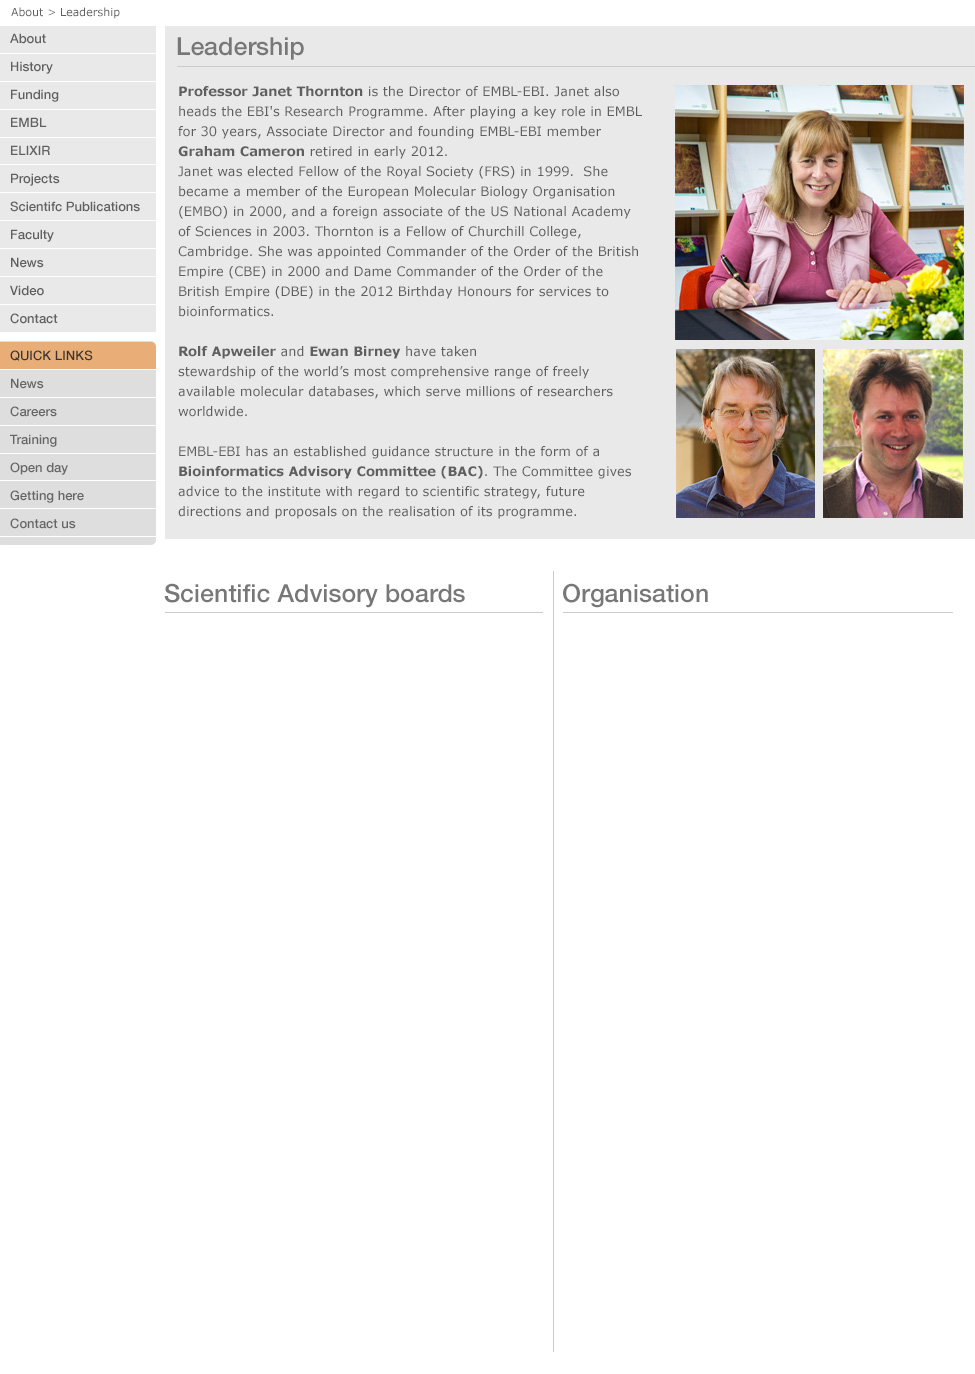 About > Leadership
About
History
Funding
EMBL
ELIXIR
Projects
Scientifc Publications
Faculty
News
Video
Contact
QUICK LINKS
News
Careers
Training
Open day
Getting here
Contact us
Leadership
Professor Janet Thornton is the Director of EMBL-EBI. Janet also
heads the EBI's Research Programme. After playing a key role in EMBL
for 30 years, Associate Director and founding EMBL-EBI member
Graham Cameron retired in early 2012.
Janet was elected Fellow of the Royal Society (FRS) in 1999.  She
became a member of the European Molecular Biology Organisation
(EMBO) in 2000, and a foreign associate of the US National Academy
of Sciences in 2003. Thornton is a Fellow of Churchill College,
Cambridge. She was appointed Commander of the Order of the British
Empire (CBE) in 2000 and Dame Commander of the Order of the
British Empire (DBE) in the 2012 Birthday Honours for services to
bioinformatics.
Rolf Apweiler and Ewan Birney have taken
stewardship of the world’s most comprehensive range of freely
available molecular databases, which serve millions of researchers
worldwide.
EMBL-EBI has an established guidance structure in the form of a
Bioinformatics Advisory Committee (BAC). The Committee gives
advice to the institute with regard to scientific strategy, future
directions and proposals on the realisation of its programme.
Scientific Advisory boards
Organisation